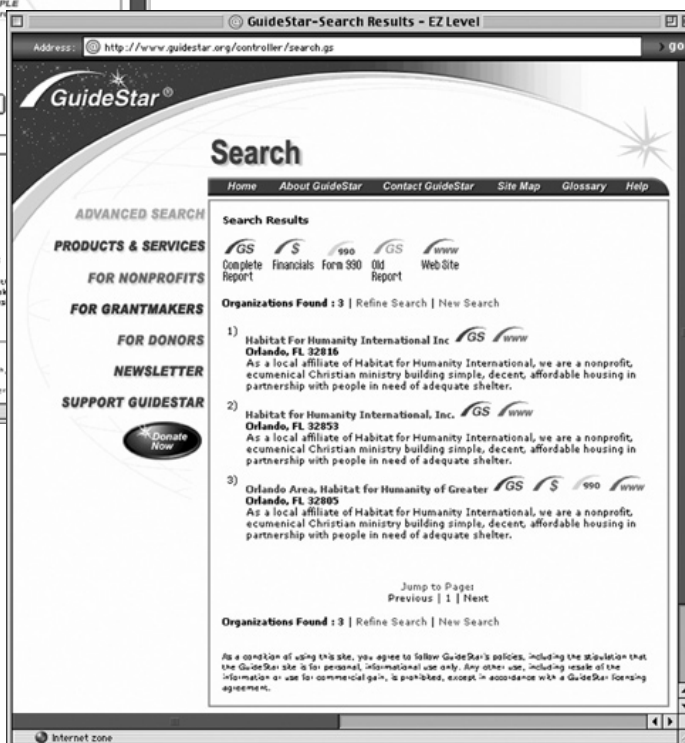 PLE
GuideStar-Search Results - EZ Level
Address: http://www.guidestar.org/controller/search.gs
go
GuideStar®
Search
Home About GuideStar Contact GuideStar Site Map Glossary Help
ADVANCED SEARCH
PRODUCTS & SERVICES
FOR NONPROFITS
FOR GRANTMAKERS
FOR DONORS
NEWSLETTER
SUPPORT GUIDESTAR
Donate
Now
Search Results
GS $ 990 GS www
Complete Financials Form 990 Old Web Site
Report Report
Organizations Found : 3 | Refine Search | New Search
1) Habitat For Humanity International Inc GS www
Orlando, FL 32816
As a local affiliate of Habitat for Humanity International, we are a nonprofit,
ecumenical Christian ministry building simple, decent, affordable housing in
partnership with people in need of adequate shelter.
2) Habitat for Humanity International, Inc. GS www
Orlando, FL 32853
As a local affiliate of Habitat for Humanity International, we are a nonprofit,
ecumenical Christian ministry building simple, decent, affordable housing in
partnership with people in need of adequate shelter.
3) Orlando Area, Habitat for Humanity of Greater GS $ 990 www
Orlando, FL 32805
As a local affiliate of Habitat for Humanity International, we are a nonprofit,
ecumenical Christian ministry building simple, decent, affordable housing in
partnership with people in need of adequate shelter.
Jump to Page:
Previous | 1 | Next
Organizations Found : 3 | Refine Search | New Search
As a condition of using this site, you agree to follow GuideStar's policies, including the stipulation that
the GuideStar site is for personal, informational use only. Any other use, including resale of the
information or use for commercial gain, is prohibited, except in accordance with a GuideStar licensing
agreement.
Internet zone